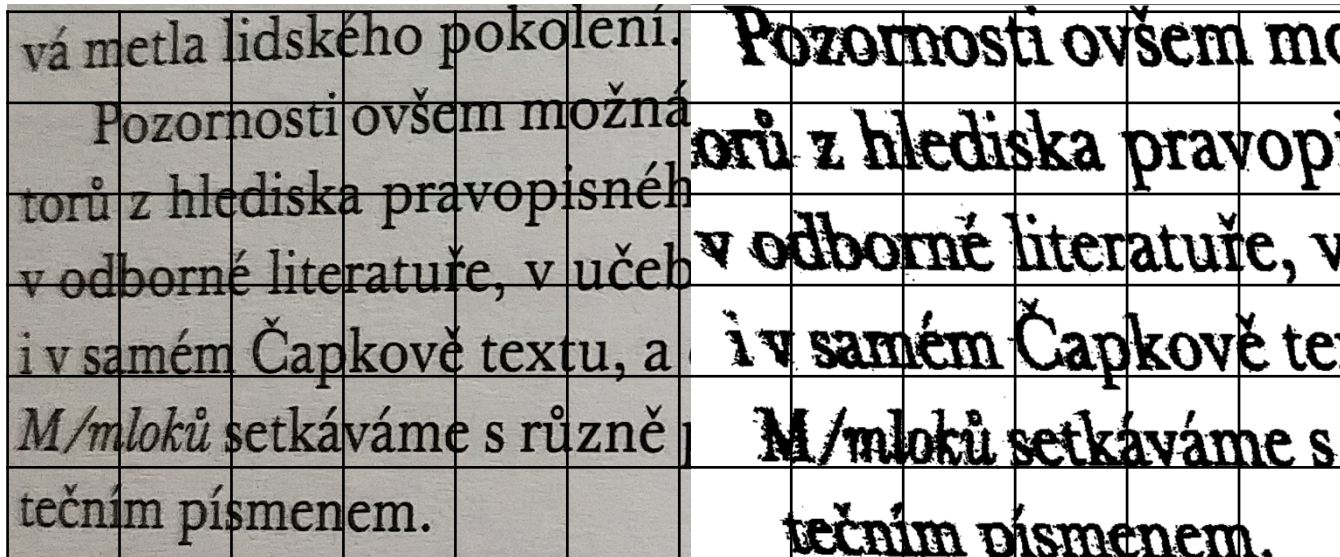 vá metla lidského pokolení.
Pozornosti ovšem možná
torů z hlediska pravopisnéh
v odborné literatuře, v učeb
i v samém Čapkově textu, a
M/mloků setkáváme s různě
tečním písmenem.
Pozornosti ovšem mo
orů z hlediska pravop
v odborné literatuře, v
i v samém Čapkově te
M/mloků setkáváme s
tečním písmenem.